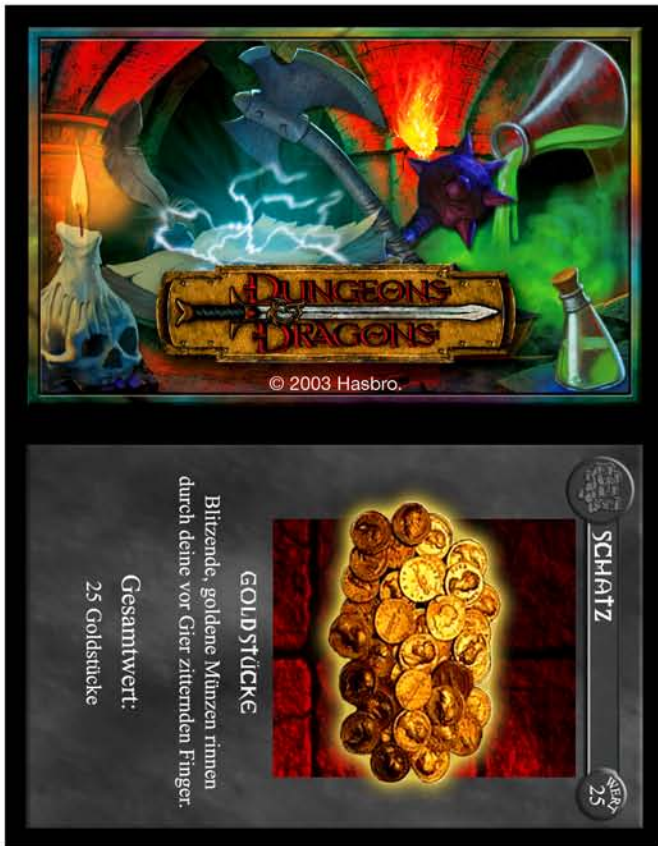 DUNGEONS
DRAGONS
© 2003 Hasbro.
SCHATZ
WERT
25
GOLDSTÜCKE
Blitzende, goldene Münzen rinnen
durch deine vor Gier zitternden Finger.
Gesamtwert:
25 Goldstücke